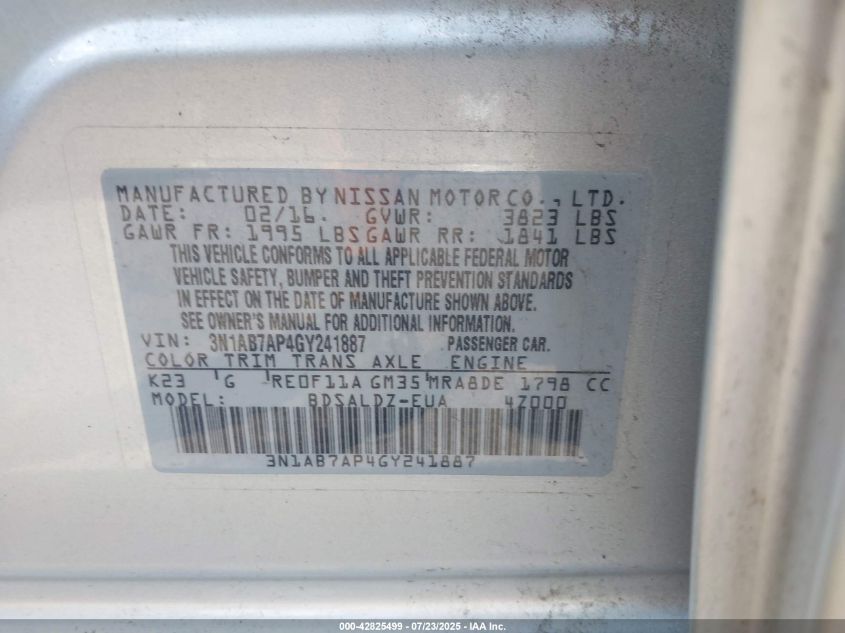 MANUFACTURED BY NISSAN MOTOR CO., LTD.
DATE: 02/16. GVWR: 3823 LBS
GAWR FR: 1995 LBS GAWR RR: 1841 LBS
THIS VEHICLE CONFORMS TO ALL APPLICABLE FEDERAL MOTOR
VEHICLE SAFETY, BUMPER AND THEFT PREVENTION STANDARDS
IN EFFECT ON THE DATE OF MANUFACTURE SHOWN ABOVE.
SEE OWNER'S MANUAL FOR ADDITIONAL INFORMATION.
VIN: 3N1AB7AP4GY241887 PASSENGER CAR.
COLOR TRIM TRANS AXLE ENGINE
K23 G RE0F11A GM35 MRA8DE 1798 CC
MODEL: BDSALDZ-EUA 4Z000
3N1AB7AP4GY241887
000-42825499 - 07/23/2025 - IAA Inc.